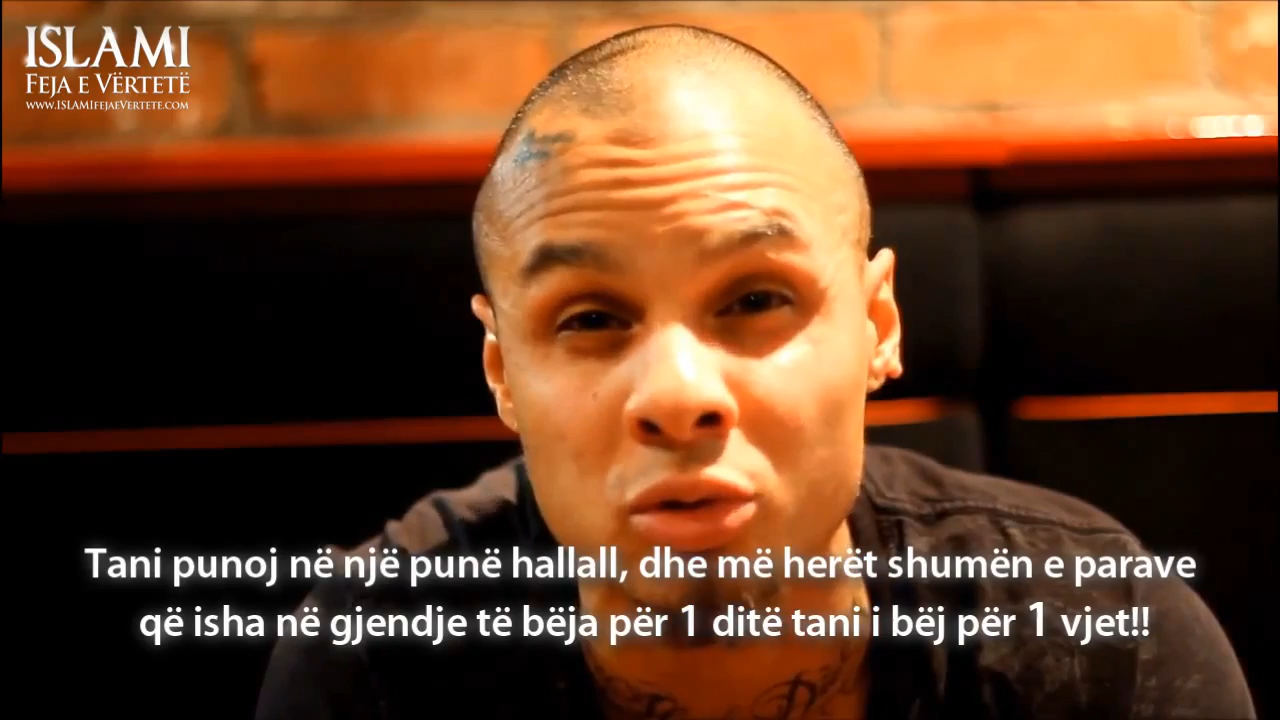 ISLAMI
FEJA E VËRTETË
www.ISLAMIfejaeVertete.com
Tani punoj në një punë hallall, dhe më herët shumën e parave
që isha në gjendje të bëja për 1 ditë tani i bëj për 1 vjet!!